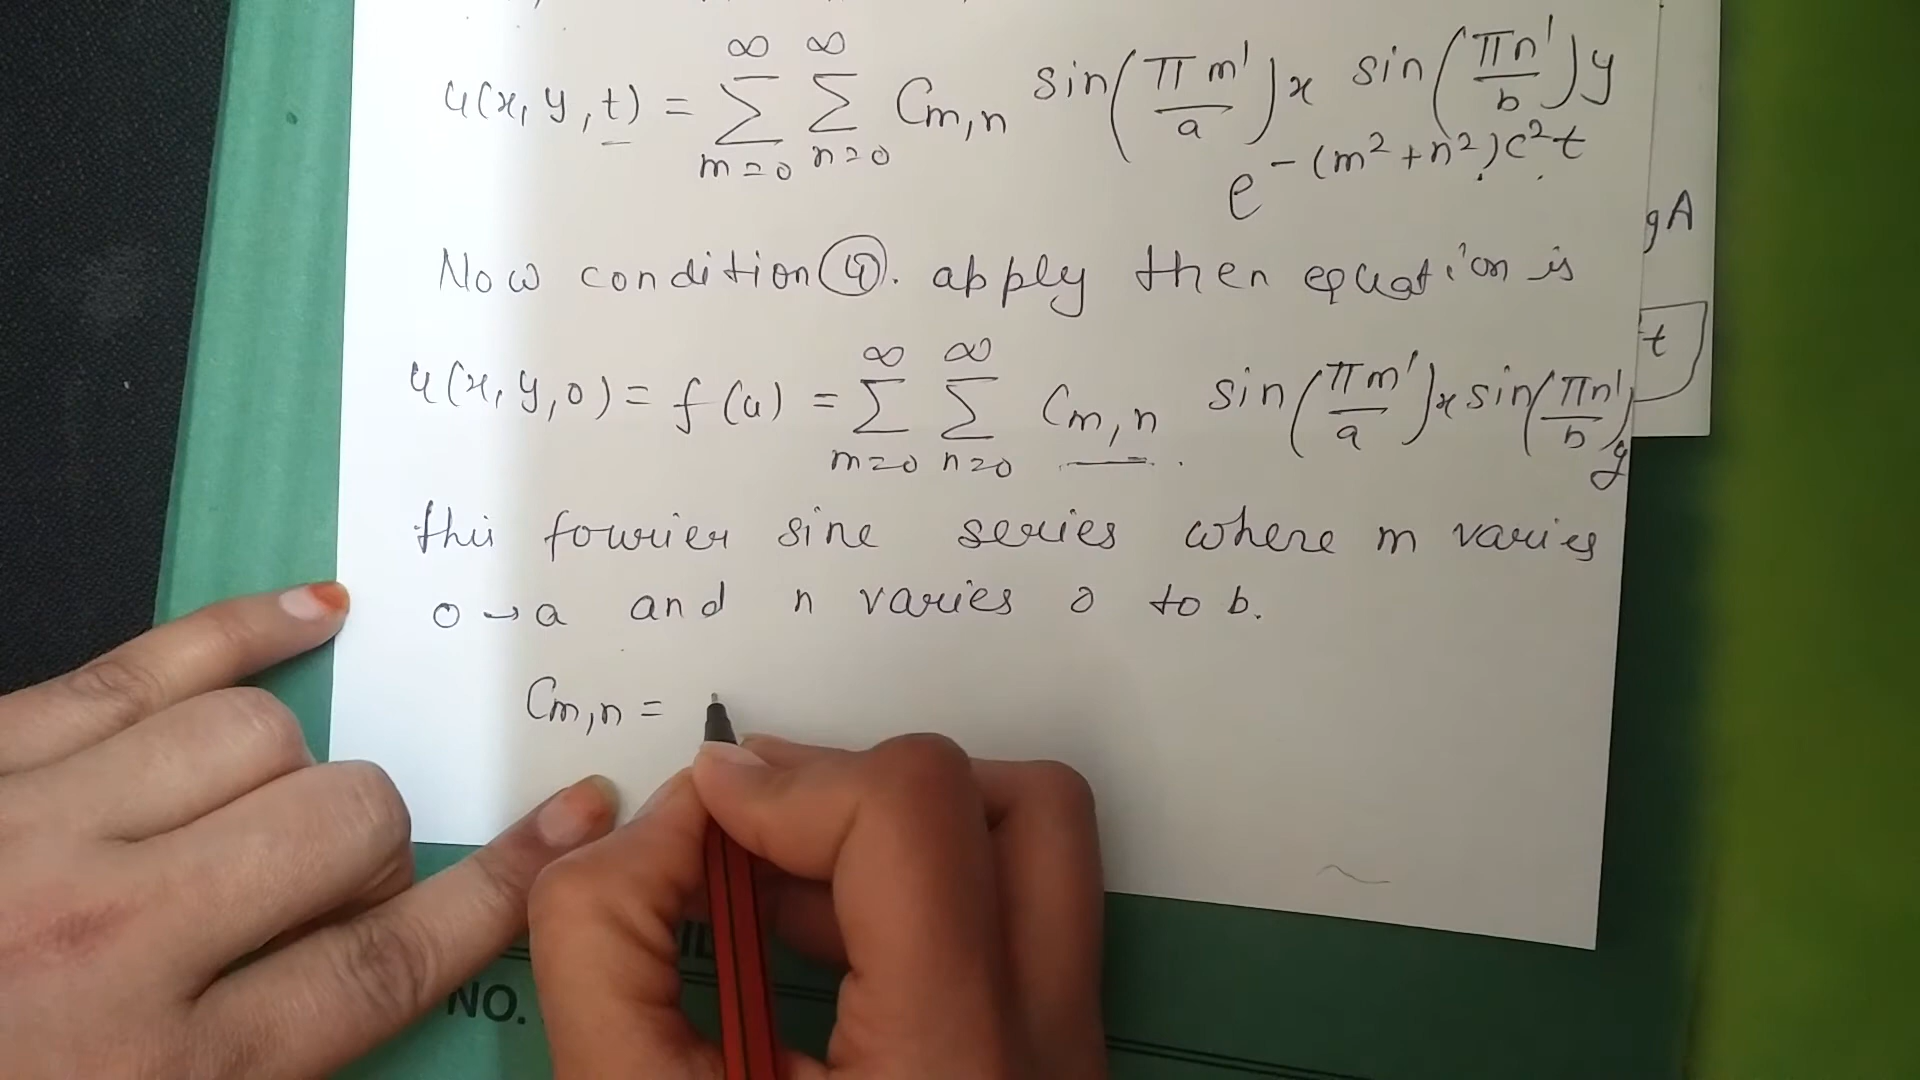 u(x, y, t) = ∞ ∑ m=0 ∞ ∑ n=0 Cm,n sin(πm'/a)x sin(πn'/b)y
e^-(m²+n²)c²t
gA
Now condition ④. apply then equation is
t
u(x, y, 0) = f(u) = ∞ ∑ m=0 ∞ ∑ n=0 Cm,n sin(πm'/a)x sin(πn'/b)y
this fourier sine series where m varies
0 → a and n varies 0 to b.
Cm,n =
NO.